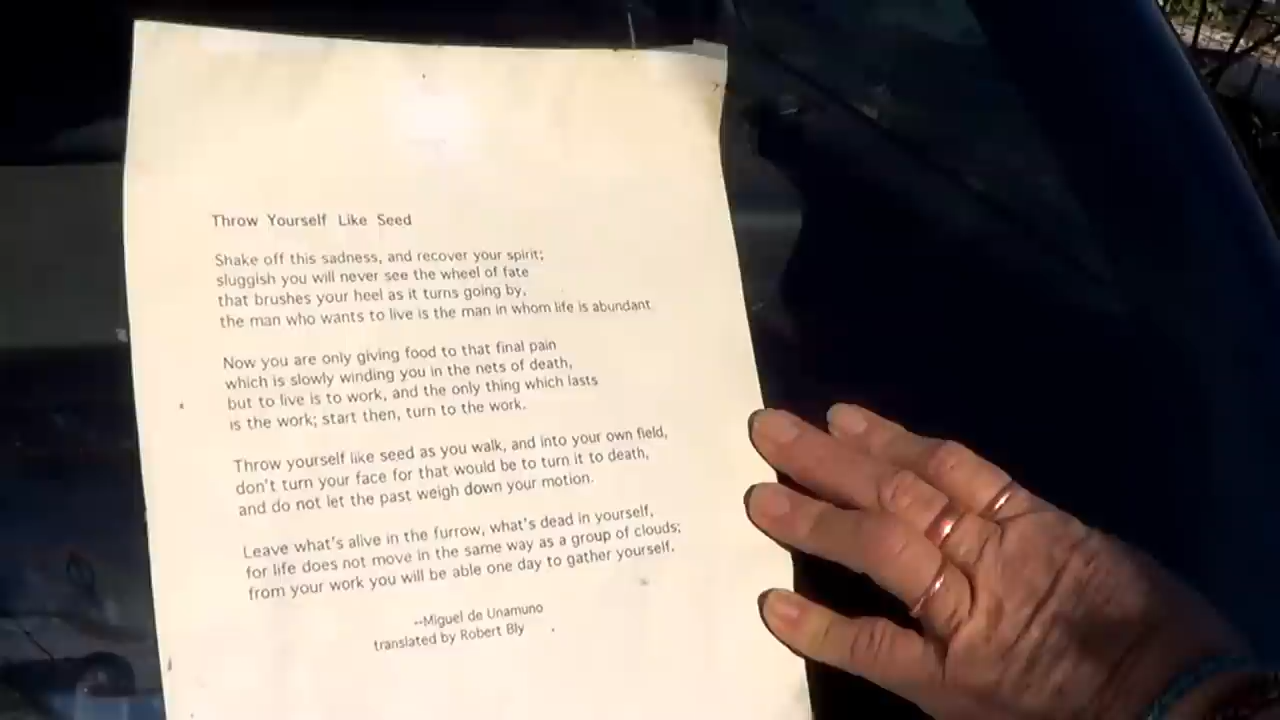 Throw Yourself Like Seed
Shake off this sadness, and recover your spirit;
sluggish you will never see the wheel of fate
that brushes your heel as it turns going by,
the man who wants to live is the man in whom life is abundant.
Now you are only giving food to that final pain
which is slowly winding you in the nets of death,
but to live is to work, and the only thing which lasts
is the work; start then, turn to the work.
Throw yourself like seed as you walk, and into your own field,
don't turn your face for that would be to turn it to death,
and do not let the past weigh down your motion.
Leave what's alive in the furrow, what's dead in yourself,
for life does not move in the same way as a group of clouds;
from your work you will be able one day to gather yourself.
--Miguel de Unamuno
translated by Robert Bly